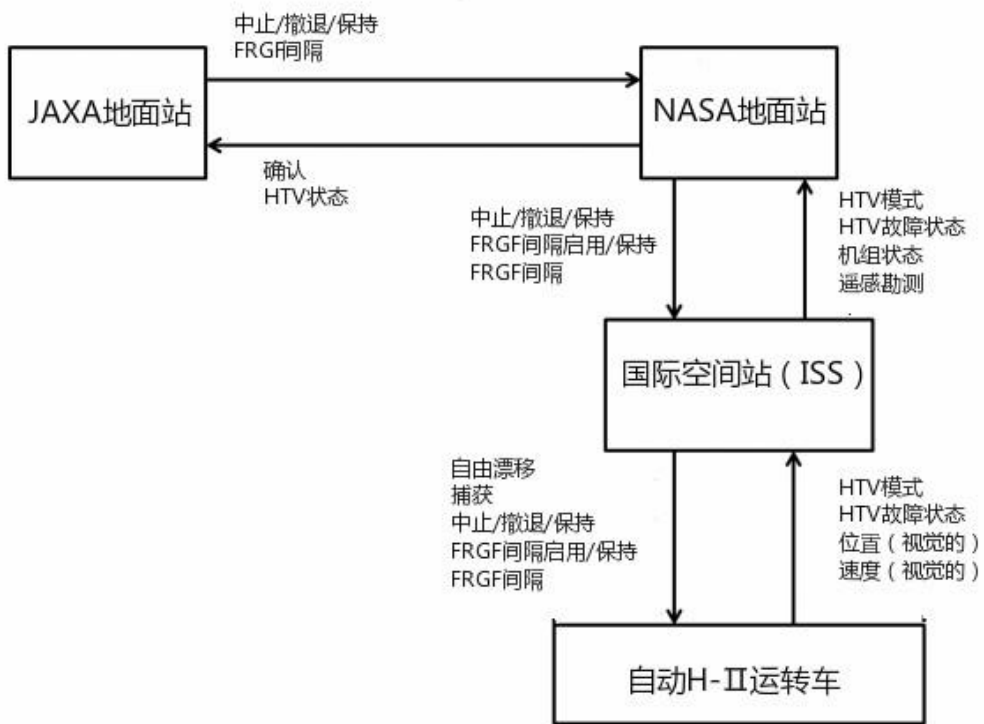 中止/撤退/保持
FRGF间隔
JAXA地面站
NASA地面站
确认
HTV状态
中止/撤退/保持
FRGF间隔启用/保持
FRGF间隔
HTV模式
HTV故障状态
机组状态
遥感勘测
国际空间站（ISS）
自由漂移
捕获
中止/撤退/保持
FRGF间隔启用/保持
FRGF间隔
HTV模式
HTV故障状态
位置（视觉的）
速度（视觉的）
自动H-Ⅱ运转车